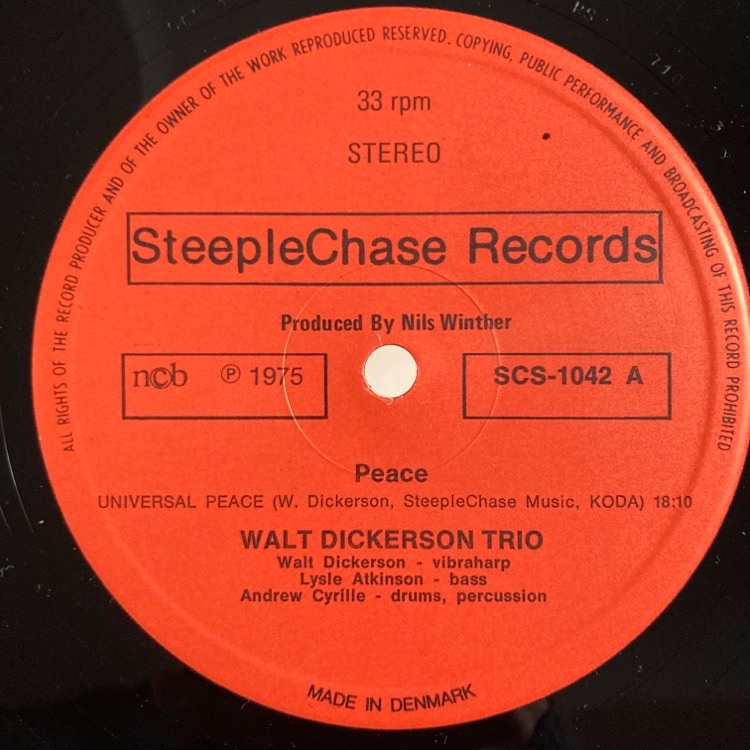 ALL RIGHTS OF THE RECORD PRODUCER AND OF THE OWNER OF THE WORK REPRODUCED RESERVED. COPYING, PUBLIC PERFORMANCE AND BROADCASTING OF THIS RECORD PROHIBITED
33 rpm
STEREO
SteepleChase Records
Produced By Nils Winther
ncb ℗ 1975
SCS-1042 A
Peace
UNIVERSAL PEACE (W. Dickerson, SteepleChase Music, KODA) 18:10
WALT DICKERSON TRIO
Walt Dickerson - vibraharp
Lysle Atkinson - bass
Andrew Cyrille - drums, percussion
MADE IN DENMARK